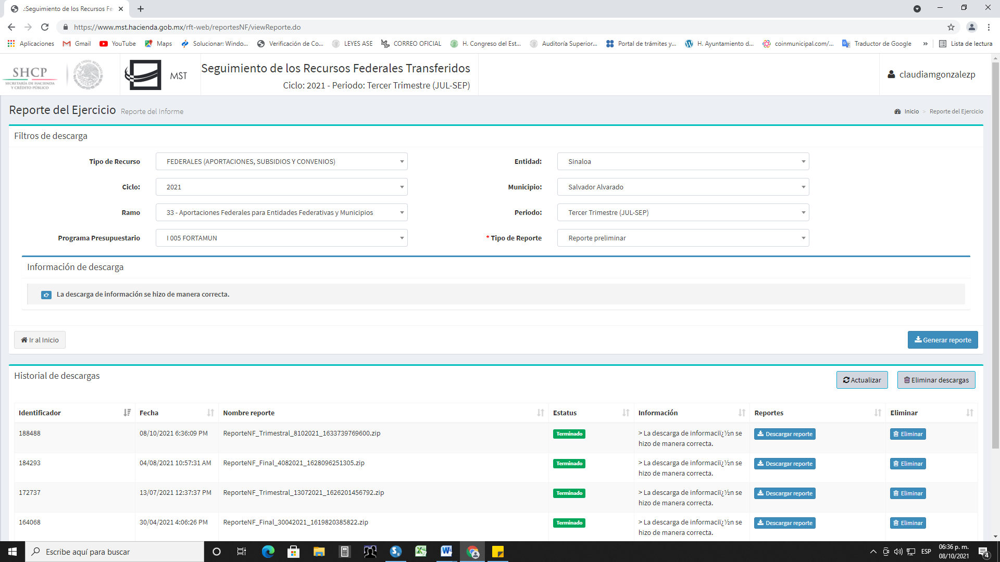 .:Seguimiento de los Recursos Fe
https://www.mst.hacienda.gob.mx/rft-web/reportesNF/viewReporte.do
Aplicaciones Gmail YouTube Maps Solucionar: Windo... Verificación de Co... LEYES ASE CORREO OFICIAL H. Congreso del Est... Auditoría Superior... Portal de trámites y... H. Ayuntamiento d... coinmunicipal.com/... Traductor de Google » Lista de lectura
SHCP
SECRETARÍA DE HACIENDA
Y CRÉDITO PÚBLICO
MST
Seguimiento de los Recursos Federales Transferidos
Ciclo: 2021 - Periodo: Tercer Trimestre (JUL-SEP)
claudiamgonzalezp
Reporte del Ejercicio Reporte del Informe
Inicio > Reporte del Ejercicio
Filtros de descarga
Tipo de Recurso FEDERALES (APORTACIONES, SUBSIDIOS Y CONVENIOS) Entidad: Sinaloa
Ciclo: 2021 Municipio: Salvador Alvarado
Ramo 33 - Aportaciones Federales para Entidades Federativas y Municipios Periodo: Tercer Trimestre (JUL-SEP)
Programa Presupuestario I 005 FORTAMUN * Tipo de Reporte Reporte preliminar
Información de descarga
La descarga de información se hizo de manera correcta.
Ir al Inicio Generar reporte
Historial de descargas Actualizar Eliminar descargas
Identificador Fecha Nombre reporte Estatus Información Reportes Eliminar
188488 08/10/2021 6:36:09 PM ReporteNF_Trimestral_8102021_1633739769600.zip Terminado > La descarga de informaciï¿½n se Descargar reporte Eliminar
hizo de manera correcta.
184293 04/08/2021 10:57:31 AM ReporteNF_Final_4082021_1628096251305.zip Terminado > La descarga de informaciï¿½n se Descargar reporte Eliminar
hizo de manera correcta.
172737 13/07/2021 12:37:37 PM ReporteNF_Trimestral_13072021_1626201456792.zip Terminado > La descarga de informaciï¿½n se Descargar reporte Eliminar
hizo de manera correcta.
164068 30/04/2021 4:06:26 PM ReporteNF_Final_30042021_1619820385822.zip Terminado > La descarga de informaciï¿½n se Descargar reporte Eliminar
hizo de manera correcta.
Escribe aquí para buscar
ESP
06:36 p. m.
08/10/2021
4